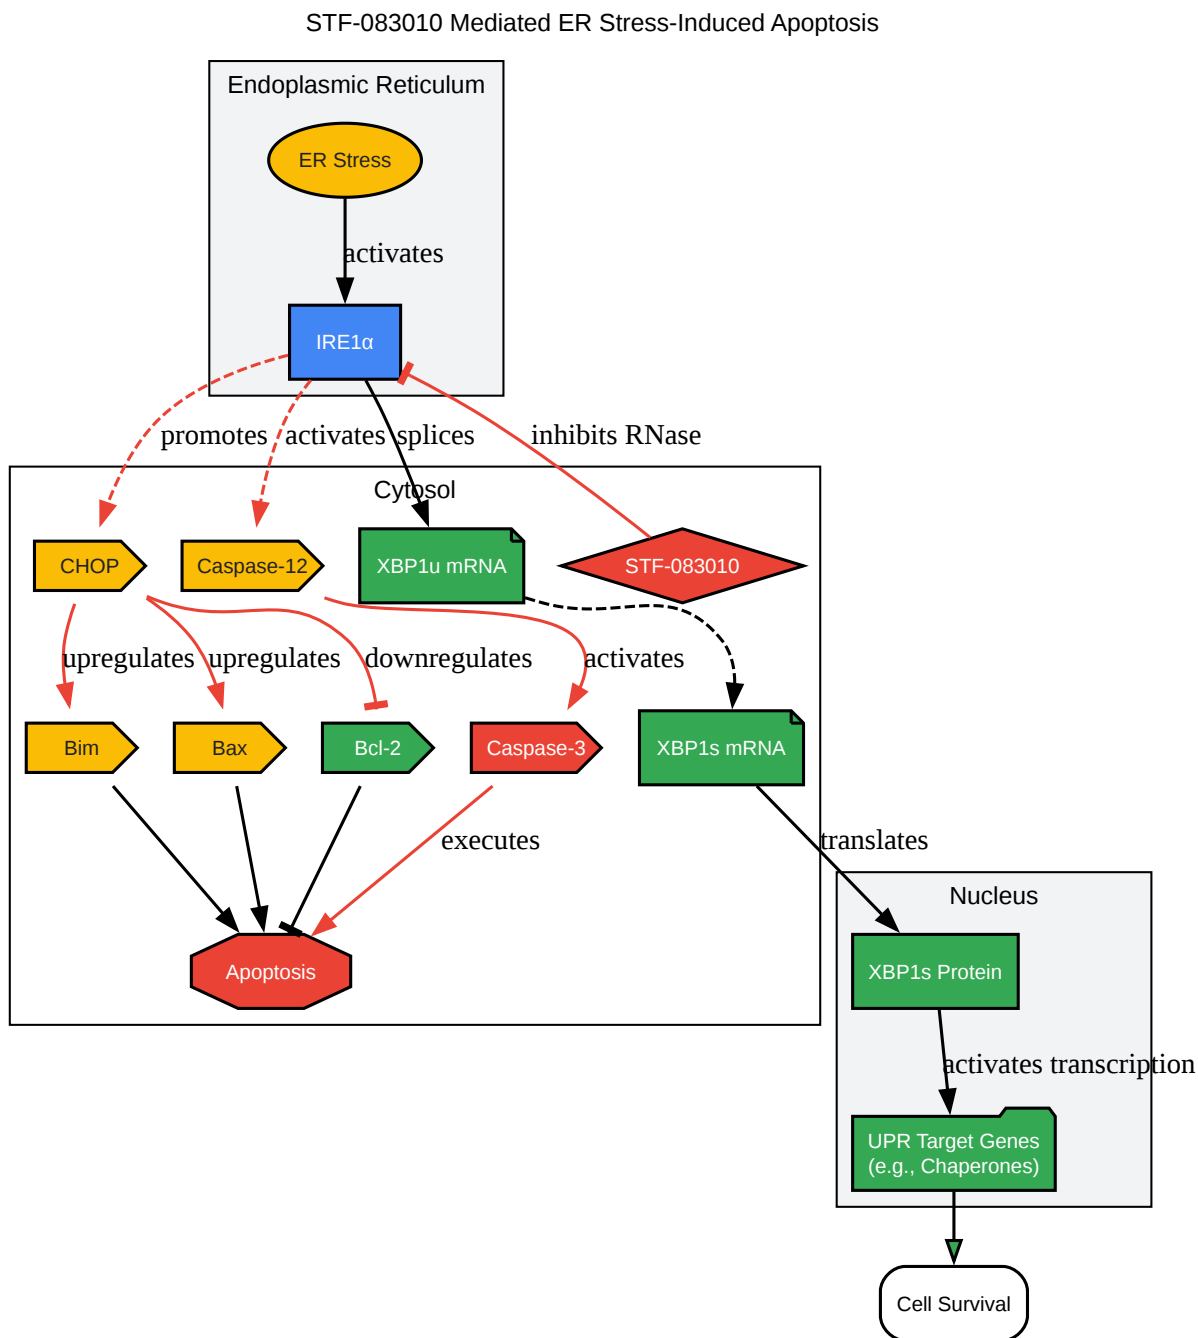 STF-083010 Mediated ER Stress-Induced Apoptosis
Endoplasmic Reticulum
ER Stress
activates
IRE1α
promotes
activates
splices
inhibits RNase
Cytosol
CHOP
Caspase-12
XBP1u mRNA
STF-083010
upregulates
upregulates
downregulates
activates
Bim
Bax
Bcl-2
Caspase-3
XBP1s mRNA
executes
translates
Nucleus
Apoptosis
XBP1s Protein
activates transcription
UPR Target Genes
(e.g., Chaperones)
Cell Survival